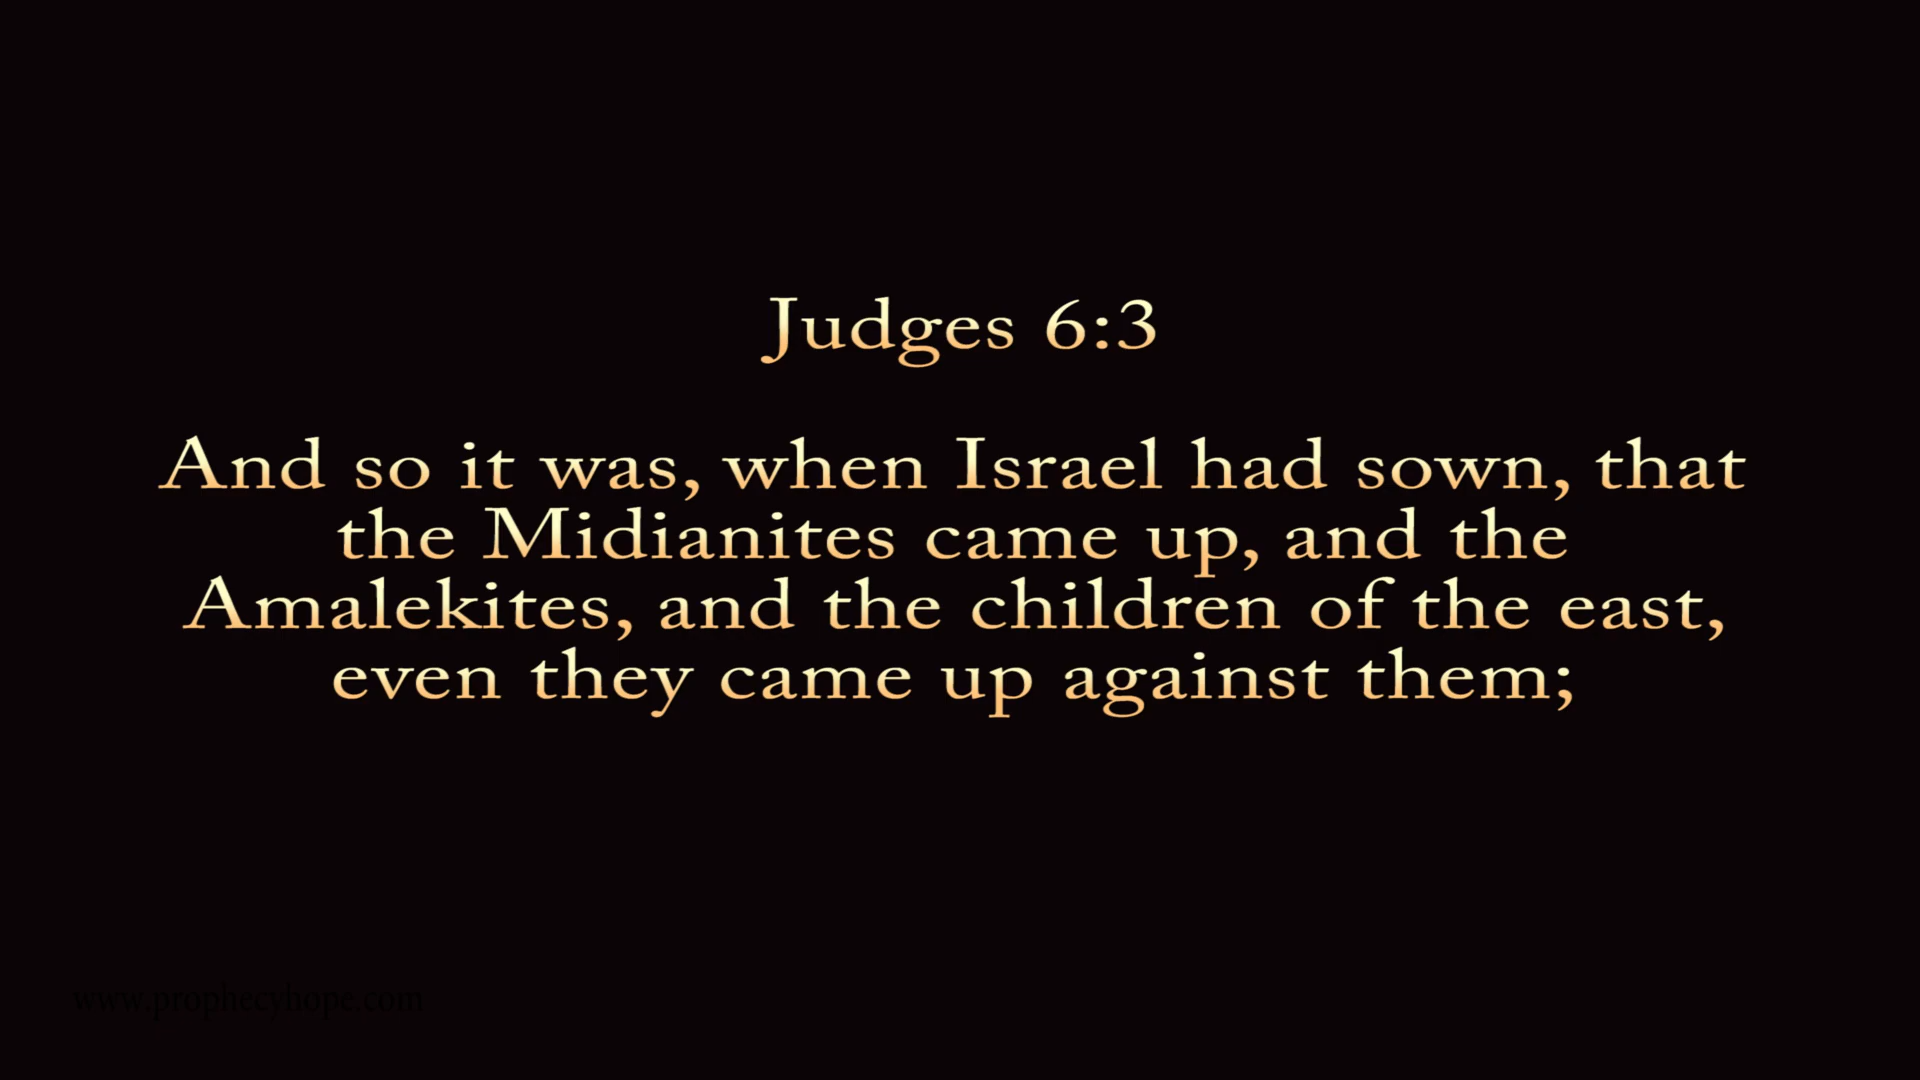 Judges 6:3
And so it was, when Israel had sown, that
the Midianites came up, and the
Amalekites, and the children of the east,
even they came up against them;
www.prophecyhope.com